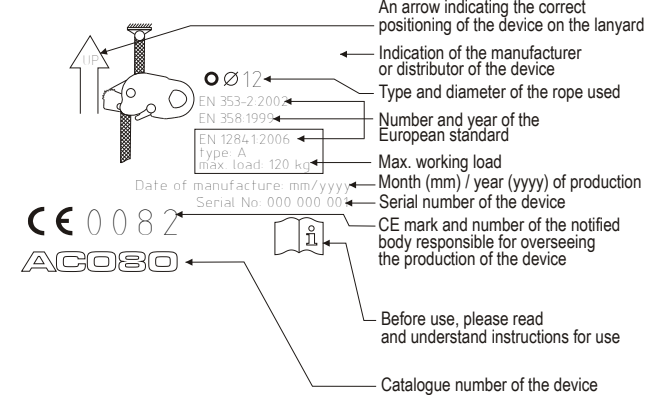 An arrow indicating the correct
positioning of the device on the lanyard
UP
Indication of the manufacturer
or distributor of the device
Ø 12
Type and diameter of the rope used
EN 353-2:2002
EN 358 1999
Number and year of the
European standard
EN 12841:2006
type: A
max. load: 120 kg
Max. working load
Date of manufacture: mm/yyyy
Month (mm) / year (yyyy) of production
Serial No: 000 000 001
Serial number of the device
CE 0082
CE mark and number of the notified
body responsible for overseeing
the production of the device
i
AC080
Before use, please read
and understand instructions for use
Catalogue number of the device